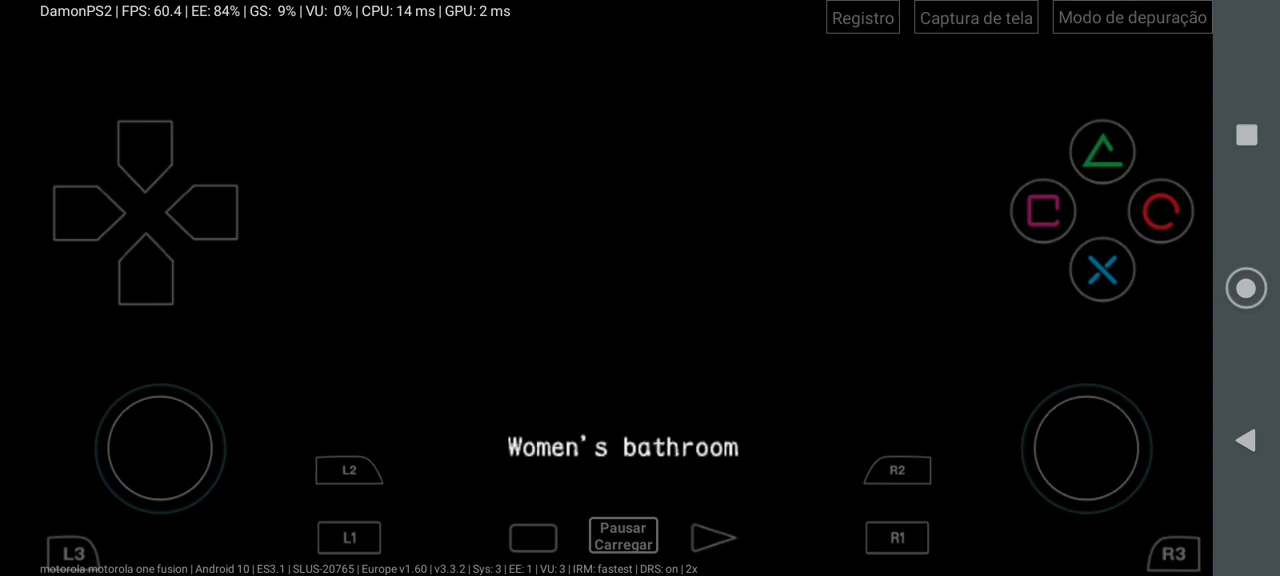 DamonPS2 | FPS: 60.4 | EE: 84% | GS:  9% | VU:  0% | CPU: 14 ms | GPU: 2 ms
Registro
Captura de tela
Modo de depuração
Women's bathroom
L2
R2
L1
Pausar
Carregar
R1
L3
R3
motorola motorola one fusion | Android 10 | ES3.1 | SLUS-20765 | Europe v1.60 | v3.3.2 | Sys: 3 | EE: 1 | VU: 3 | IRM: fastest | DRS: on | 2x